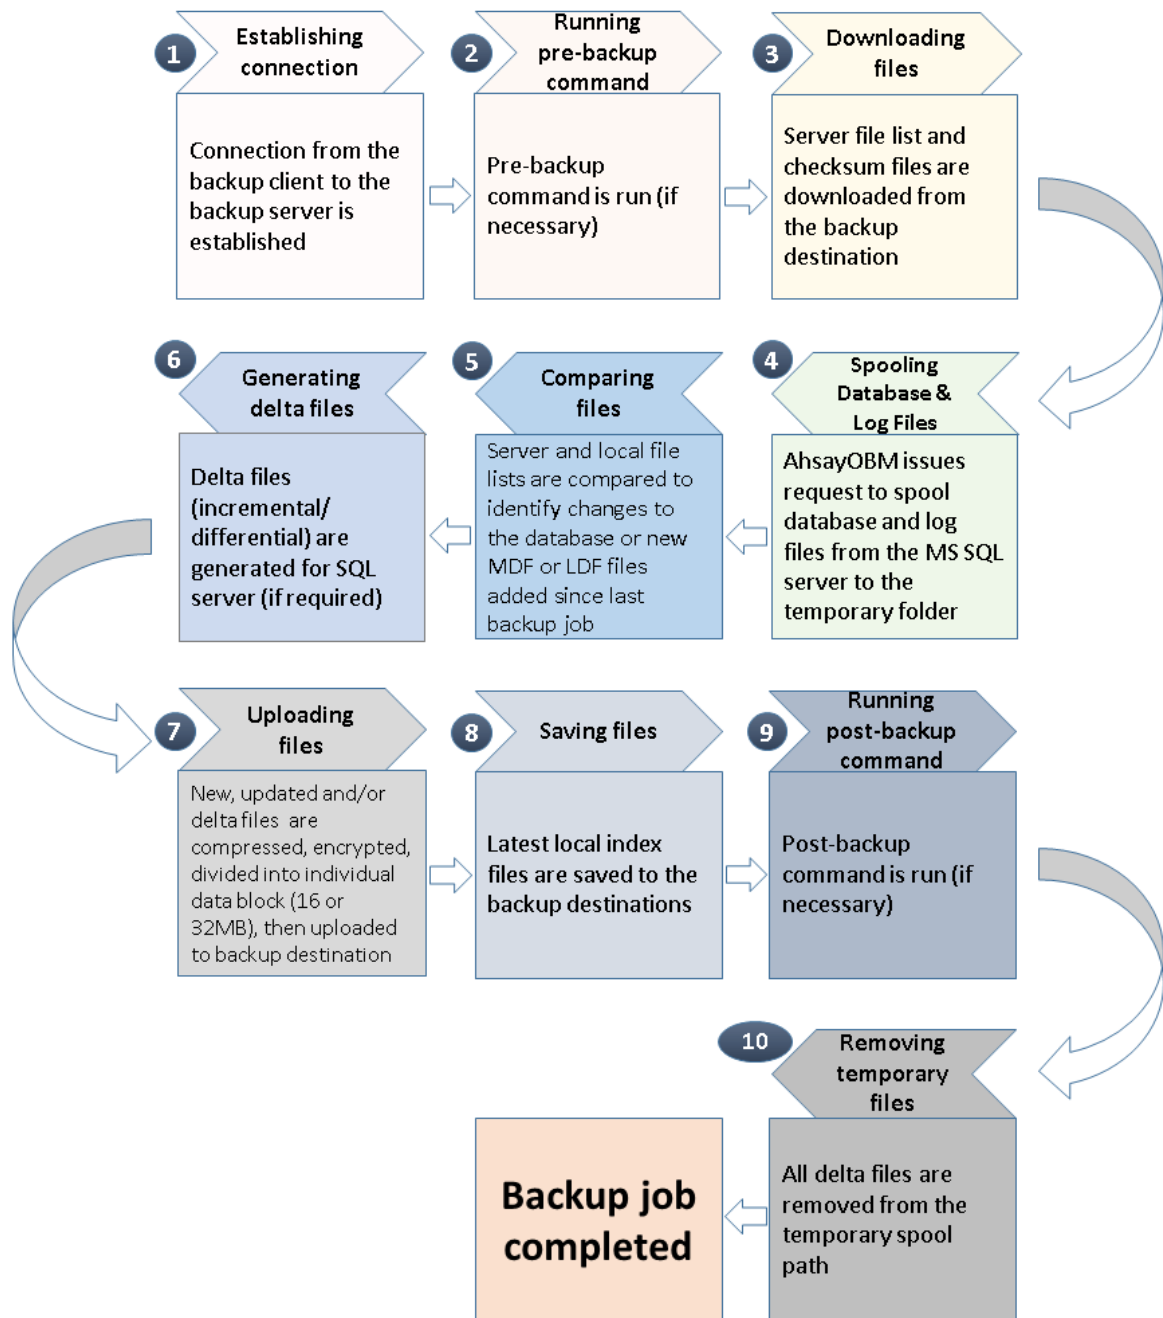 1
Establishing
connection
Connection from the
backup client to the
backup server is
established
2
Running
pre-backup
command
Pre-backup
command is run (if
necessary)
3
Downloading
files
Server file list and
checksum files are
downloaded from
the backup
destination
4
Spooling
Database &
Log Files
AhsayOBM issues
request to spool
database and log
files from the MS SQL
server to the
temporary folder
5
Comparing
files
Server and local file
lists are compared to
identify changes to
the database or new
MDF or LDF files
added since last
backup job
6
Generating
delta files
Delta files
(incremental/
differential) are
generated for SQL
server (if required)
7
Uploading
files
New, updated and/or
delta files are
compressed, encrypted,
divided into individual
data block (16 or
32MB), then uploaded
to backup destination
8
Saving files
Latest local index
files are saved to the
backup destinations
9
Running
post-backup
command
Post-backup
command is run (if
necessary)
10
Removing
temporary
files
All delta files are
removed from the
temporary spool
path
Backup job
completed